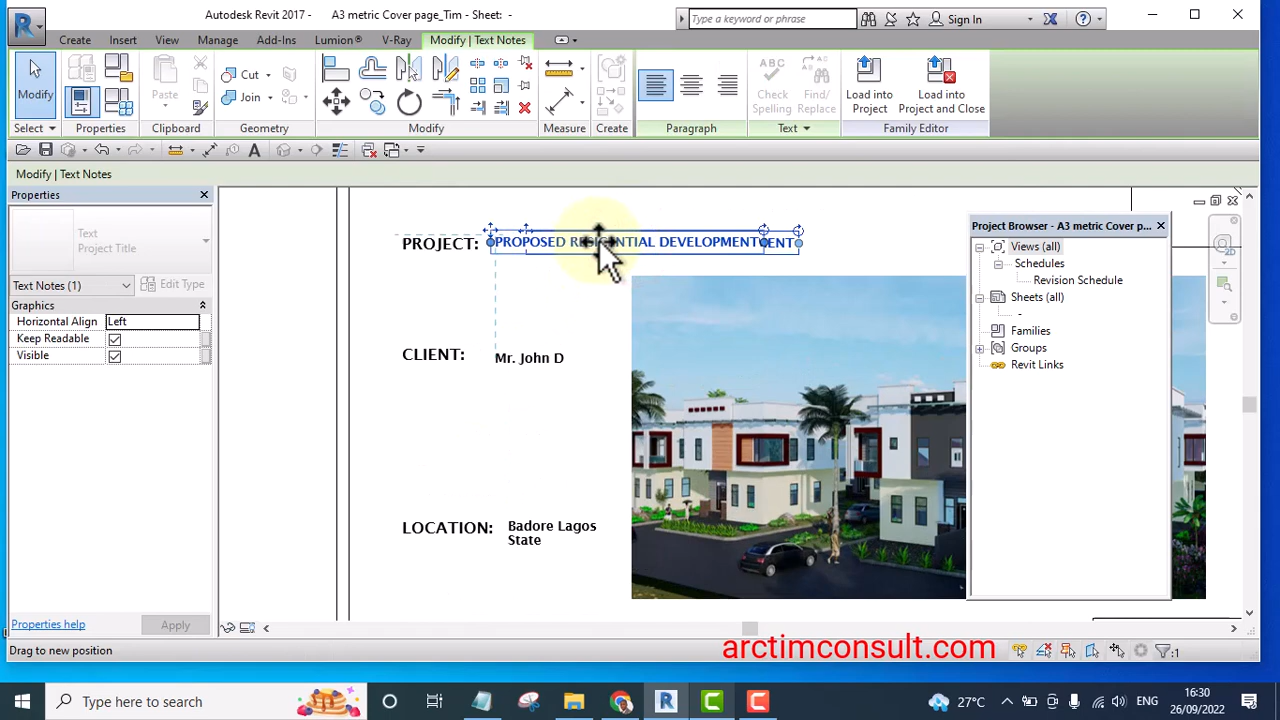 Autodesk Revit 2017 - A3 metric Cover page_Tim - Sheet: -
Type a keyword or phrase
Sign In
Create Insert View Manage Add-Ins Lumion® V-Ray Modify | Text Notes
Modify
Paste
Cut
Join
Check Spelling
Find/ Replace
Load into Project
Load into Project and Close
Select Properties Clipboard Geometry Modify Measure Create Paragraph Text Family Editor
Modify | Text Notes
Properties
Text
Project Title
Text Notes (1)
Edit Type
Graphics
Horizontal Align Left
Keep Readable
Visible
Properties help
Apply
PROJECT: PROPOSED RESIDENTIAL DEVELOPMENT
ENT
CLIENT: Mr. John D
LOCATION: Badore Lagos
State
Project Browser - A3 metric Cover p...
Views (all)
Schedules
Revision Schedule
Sheets (all)
-
Families
Groups
Revit Links
2D
Drag to new position
:1
arctimconsult.com
Type here to search
27°C
ENG
16:30
26/09/2022